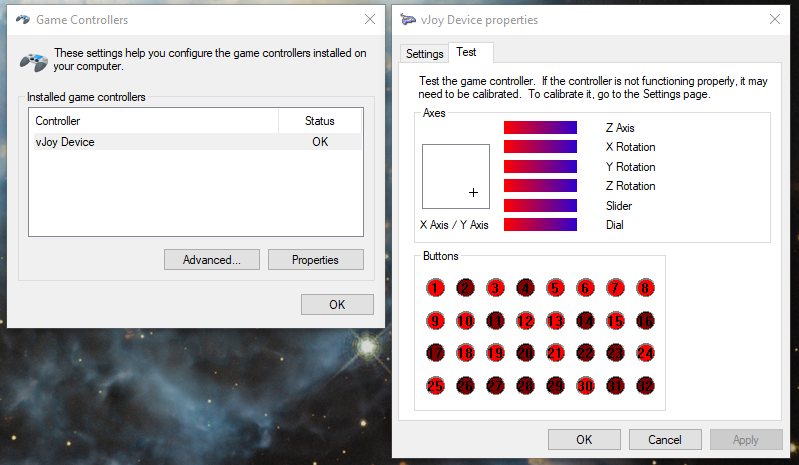 Game Controllers
These settings help you configure the game controllers installed on
your computer.
Installed game controllers
Controller Status
vJoy Device OK
Advanced... Properties
OK
vJoy Device properties
Settings Test
Test the game controller. If the controller is not functioning properly, it may
need to be calibrated. To calibrate it, go to the Settings page.
Axes
Z Axis
X Rotation
Y Rotation
Z Rotation
Slider
X Axis / Y Axis Dial
Buttons
1 2 3 4 5 6 7 8
9 10 11 12 13 14 15 16
17 18 19 20 21 22 23 24
25 26 27 28 29 30 31 32
OK Cancel Apply